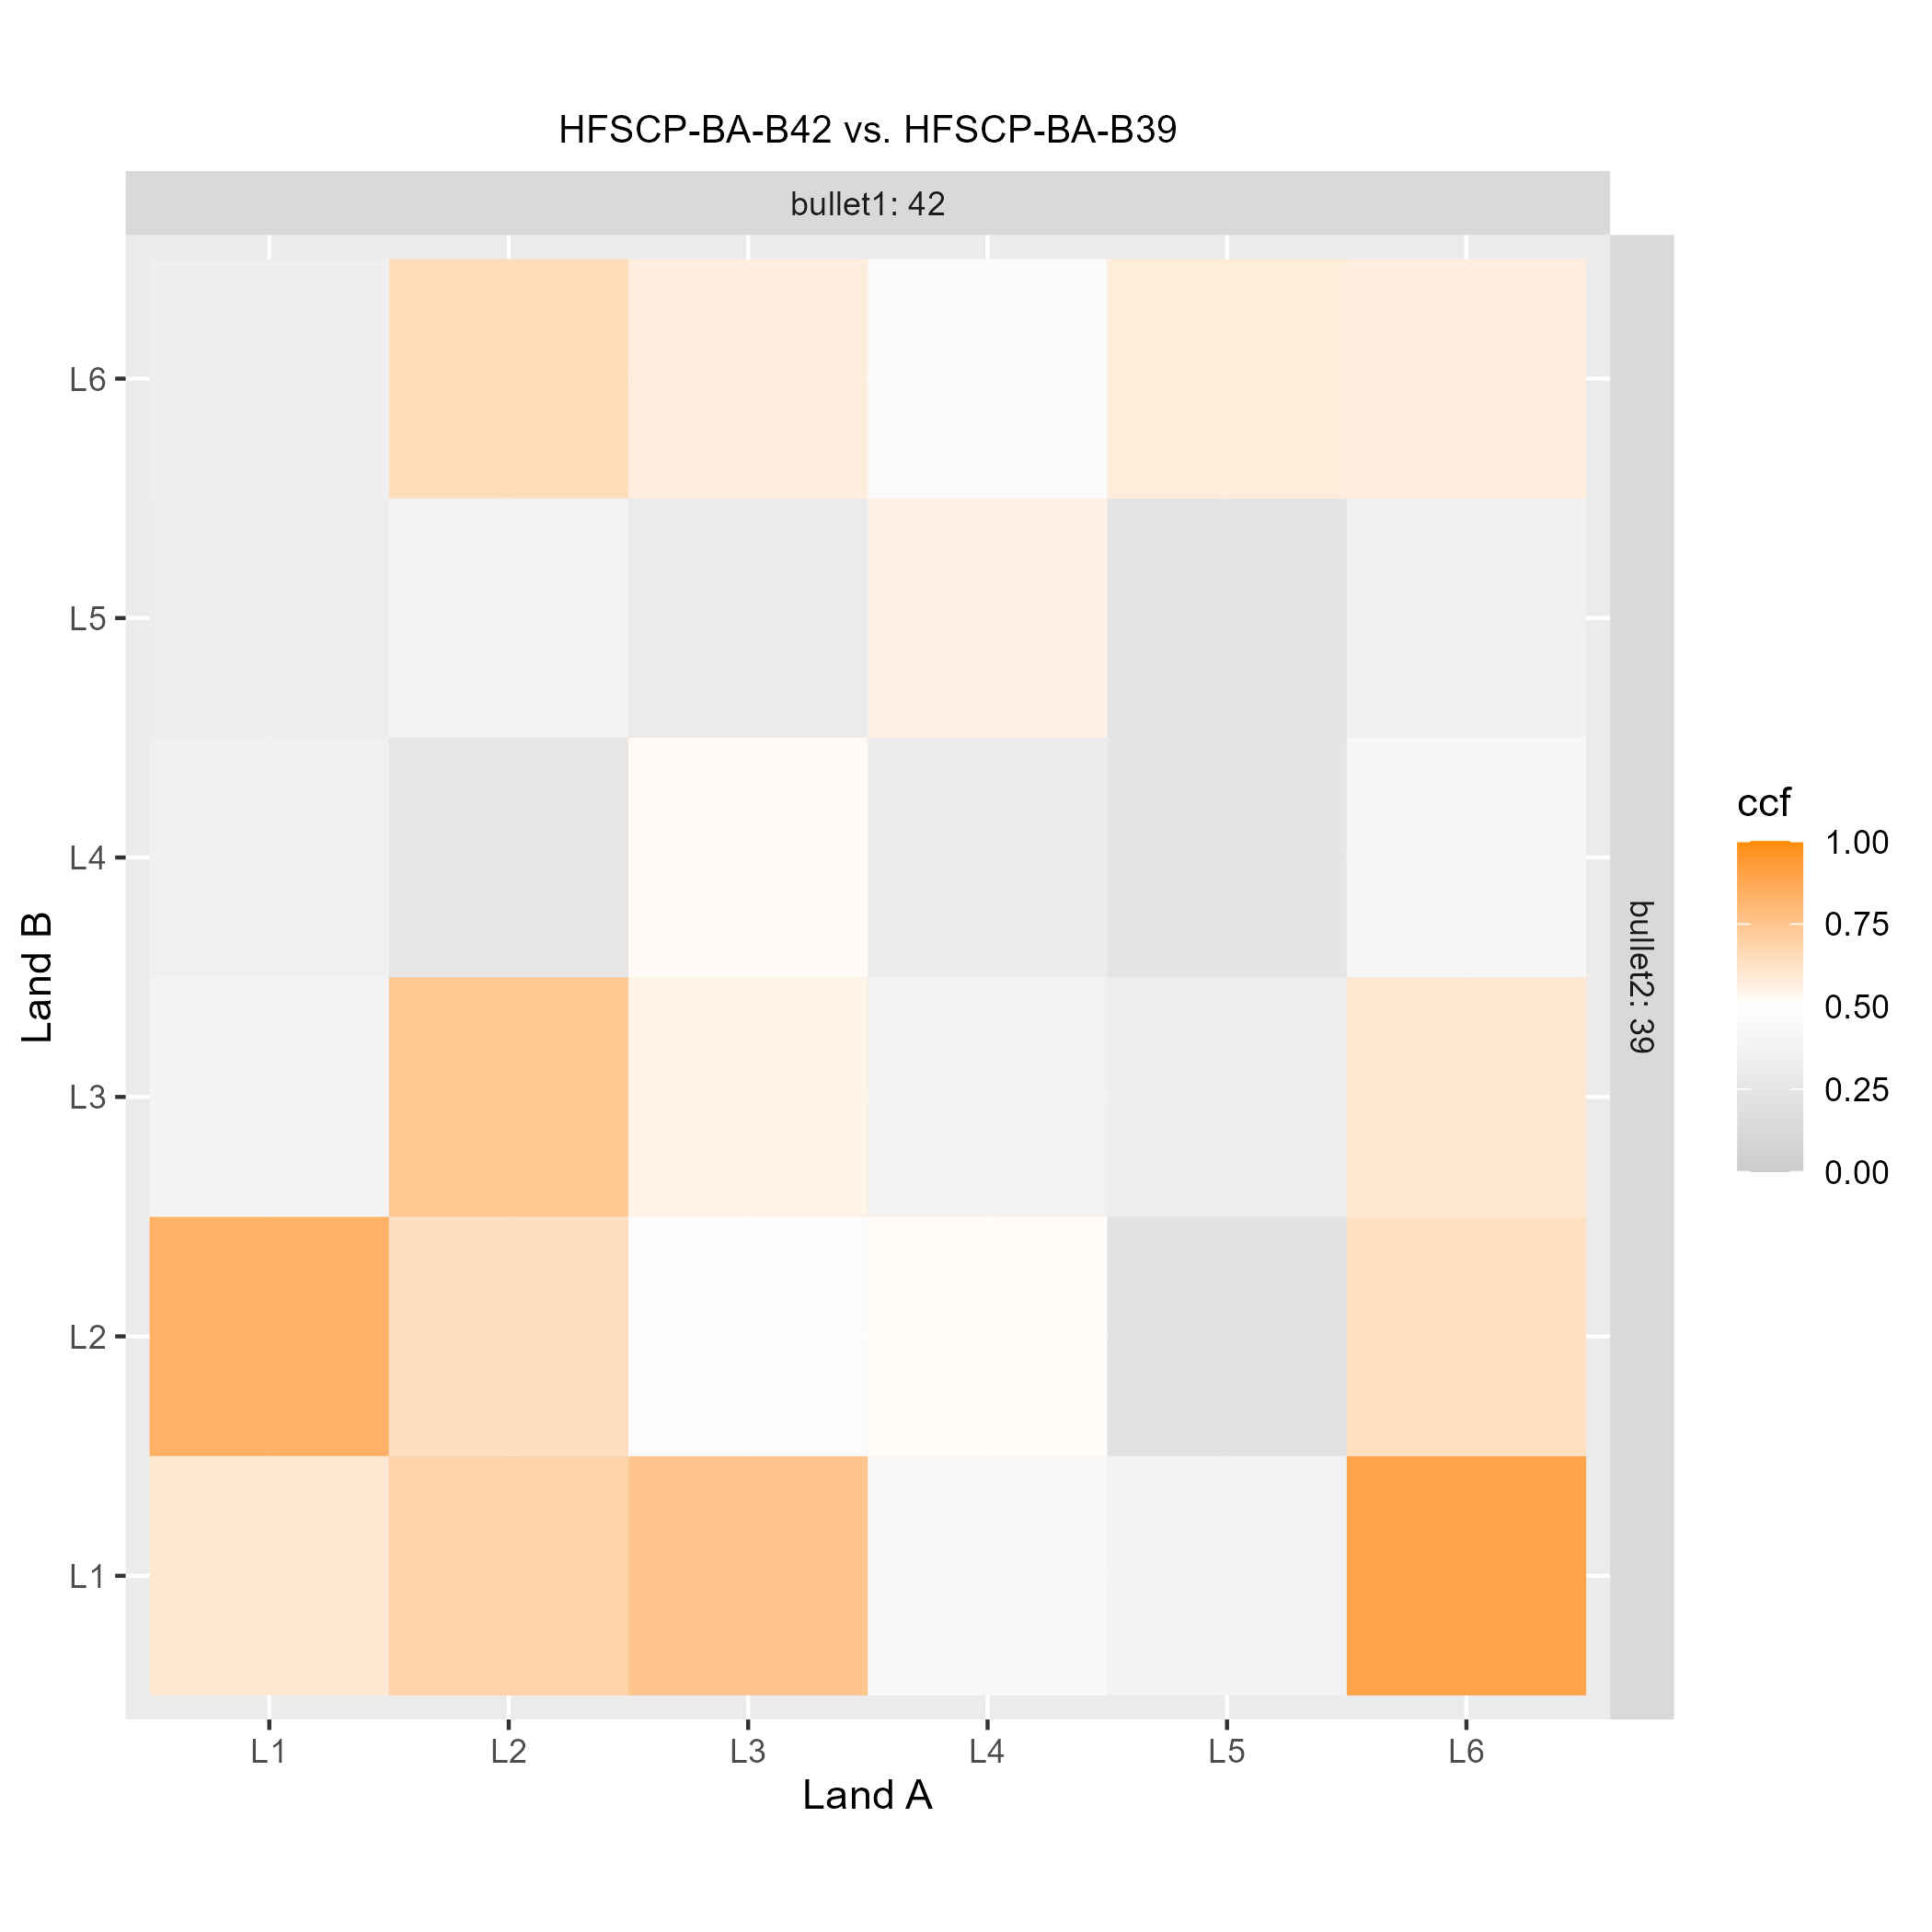 HFSCP-BA-B42 vs. HFSCP-BA-B39
bullet1: 42
L6
L5
L4
L3
L2
L1
Land B
bullet2: 39
L1 L2 L3 L4 L5 L6
Land A
ccf
1.00
0.75
0.50
0.25
0.00